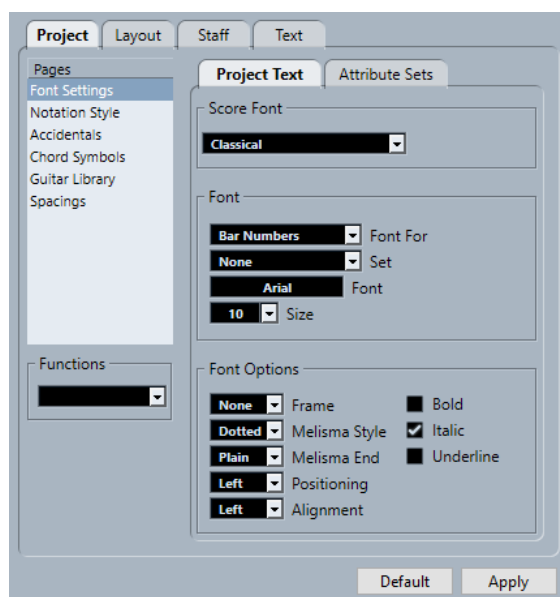 Project Layout Staff Text
Pages
Font Settings
Notation Style
Accidentals
Chord Symbols
Guitar Library
Spacings
Functions
Project Text Attribute Sets
Score Font
Classical
Font
Bar Numbers Font For
None Set
Arial Font
10 Size
Font Options
None Frame Bold
Dotted Melisma Style Italic
Plain Melisma End Underline
Left Positioning
Left Alignment
Default Apply